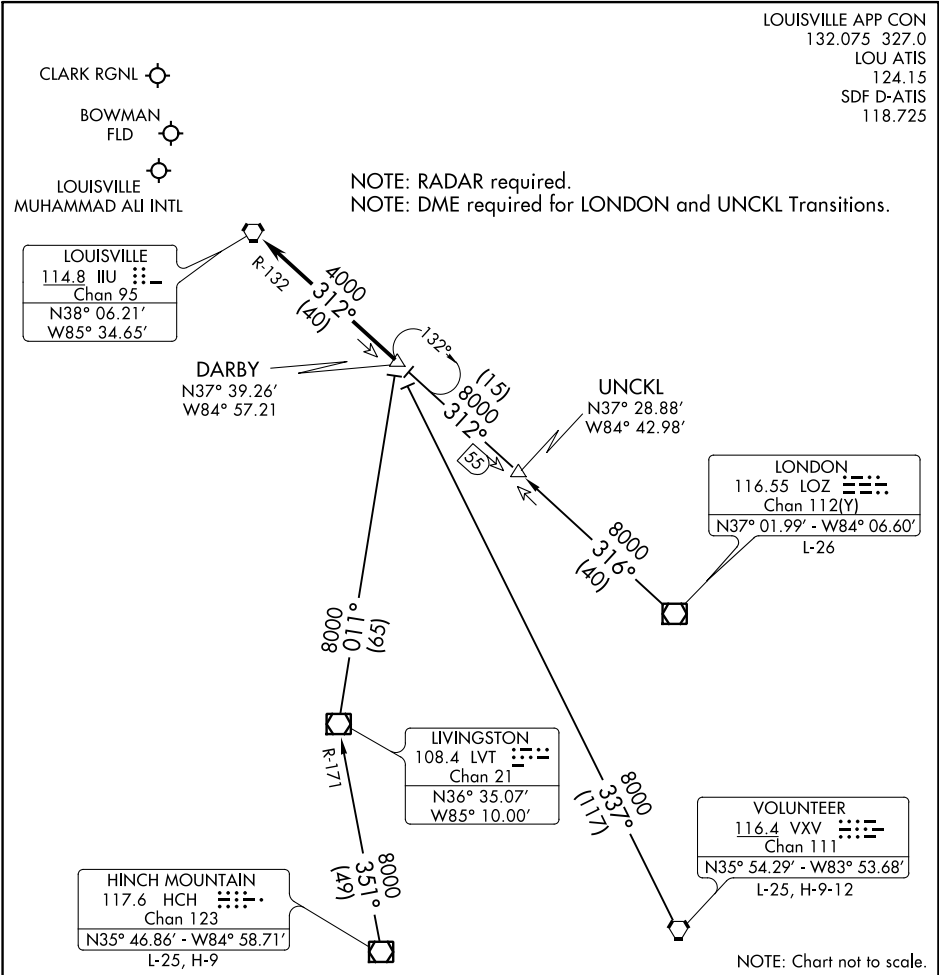 LOUISVILLE APP CON
132.075 327.0
LOU ATIS
124.15
SDF D-ATIS
118.725
CLARK RGNL
BOWMAN
FLD
LOUISVILLE
MUHAMMAD ALI INTL
NOTE: RADAR required.
NOTE: DME required for LONDON and UNCKL Transitions.
LOUISVILLE
114.8 IIU
Chan 95
N38° 06.21′
W85° 34.65′
R-132
4000
312°
(40)
DARBY
N37° 39.26′
W84° 57.21
132°
(15)
8000
312°
55
UNCKL
N37° 28.88′
W84° 42.98′
LONDON
116.55 LOZ
Chan 112(Y)
N37° 01.99′ - W84° 06.60′
L-26
8000
316°
(40)
8000
011°
(65)
LIVINGSTON
108.4 LVT
Chan 21
N36° 35.07′
W85° 10.00′
R-171
8000
337°
(117)
VOLUNTEER
116.4 VXV
Chan 111
N35° 54.29′ - W83° 53.68′
L-25, H-9-12
8000
351°
(49)
HINCH MOUNTAIN
117.6 HCH
Chan 123
N35° 46.86′ - W84° 58.71′
L-25, H-9
NOTE: Chart not to scale.